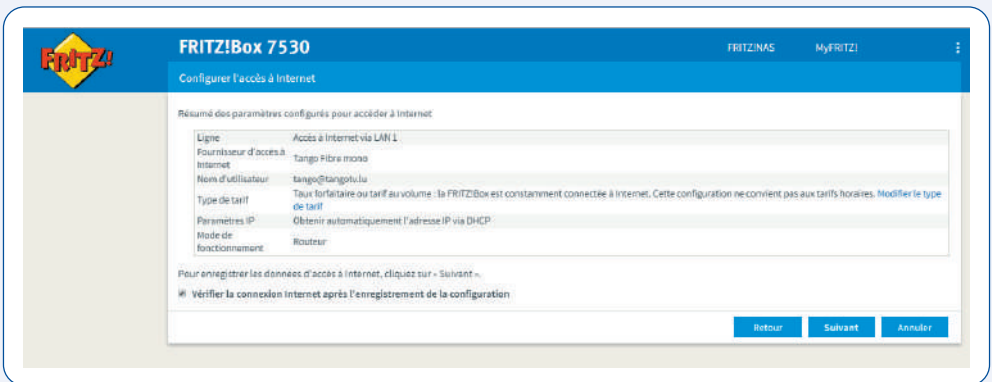 FRITZ!
FRITZ!Box 7530
FRITZ!NAS
MyFRITZ!
Configurer l'accès à Internet
Résumé des paramètres configurés pour accéder à Internet
Ligne Accès à Internet via LAN 1
Fournisseur d'accès à
Internet
Tango Fibre mono
Nom d'utilisateur tango@tangotv.lu
Type de tarif
Taux forfaitaire ou tarif au volume : la FRITZ!Box est constamment connectée à Internet. Cette configuration ne convient pas aux tarifs horaires. Modifier le type
de tarif
Paramètres IP Obtenir automatiquement l'adresse IP via DHCP
Mode de
fonctionnement
Routeur
Pour enregistrer les données d'accès à Internet, cliquez sur « Suivant ».
Vérifier la connexion Internet après l'enregistrement de la configuration
Retour Suivant Annuler